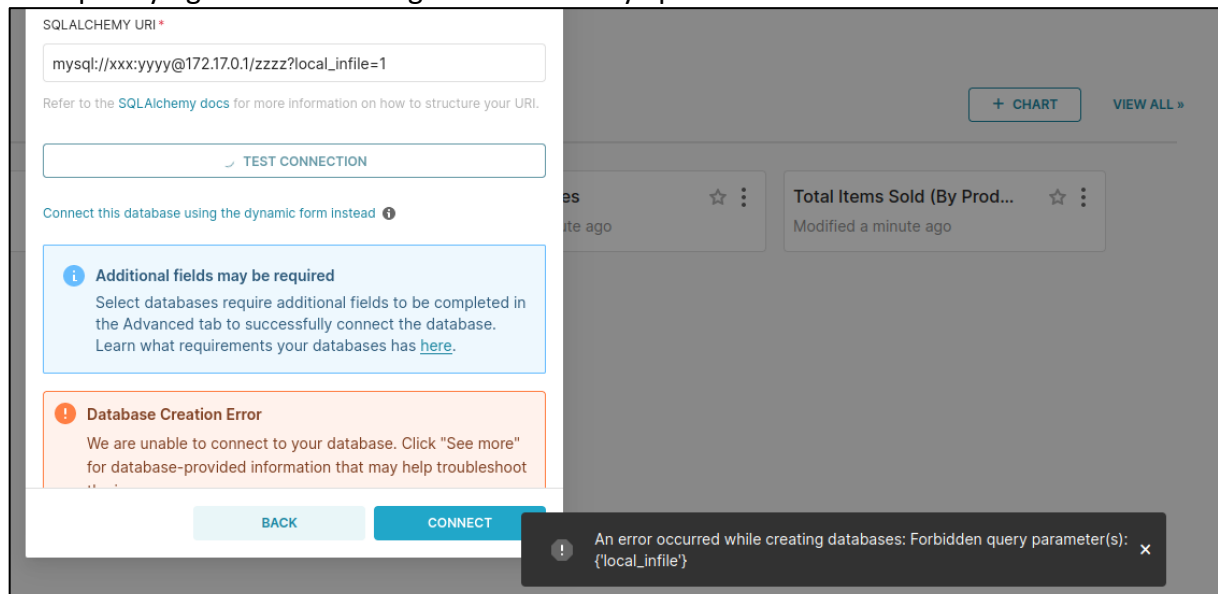 SQLALCHEMY URI *
mysql://xxx:yyyy@172.17.0.1/zzzz?local_infile=1
Refer to the SQLAlchemy docs for more information on how to structure your URI.
+ CHART
VIEW ALL »
TEST CONNECTION
Connect this database using the dynamic form instead
es
ute ago
Total Items Sold (By Prod...
Modified a minute ago
Additional fields may be required
Select databases require additional fields to be completed in
the Advanced tab to successfully connect the database.
Learn what requirements your databases has here.
Database Creation Error
We are unable to connect to your database. Click "See more"
for database-provided information that may help troubleshoot
BACK
CONNECT
An error occurred while creating databases: Forbidden query parameter(s):
{'local_infile'}